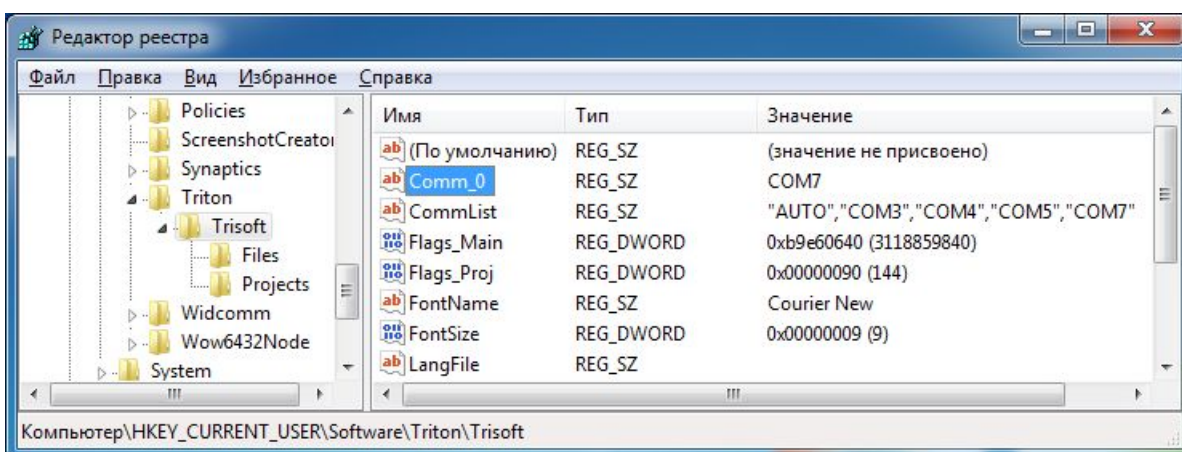 Редактор реестра
Файл Правка Вид Избранное Справка
Policies
ScreenshotCreator
Synaptics
Triton
Trisoft
Files
Projects
Widcomm
Wow6432Node
System
Имя Тип Значение
(По умолчанию) REG_SZ (значение не присвоено)
Comm_0 REG_SZ COM7
CommList REG_SZ "AUTO","COM3","COM4","COM5","COM7"
Flags_Main REG_DWORD 0xb9e60640 (3118859840)
Flags_Proj REG_DWORD 0x00000090 (144)
FontName REG_SZ Courier New
FontSize REG_DWORD 0x00000009 (9)
LangFile REG_SZ
Компьютер\HKEY_CURRENT_USER\Software\Triton\Trisoft